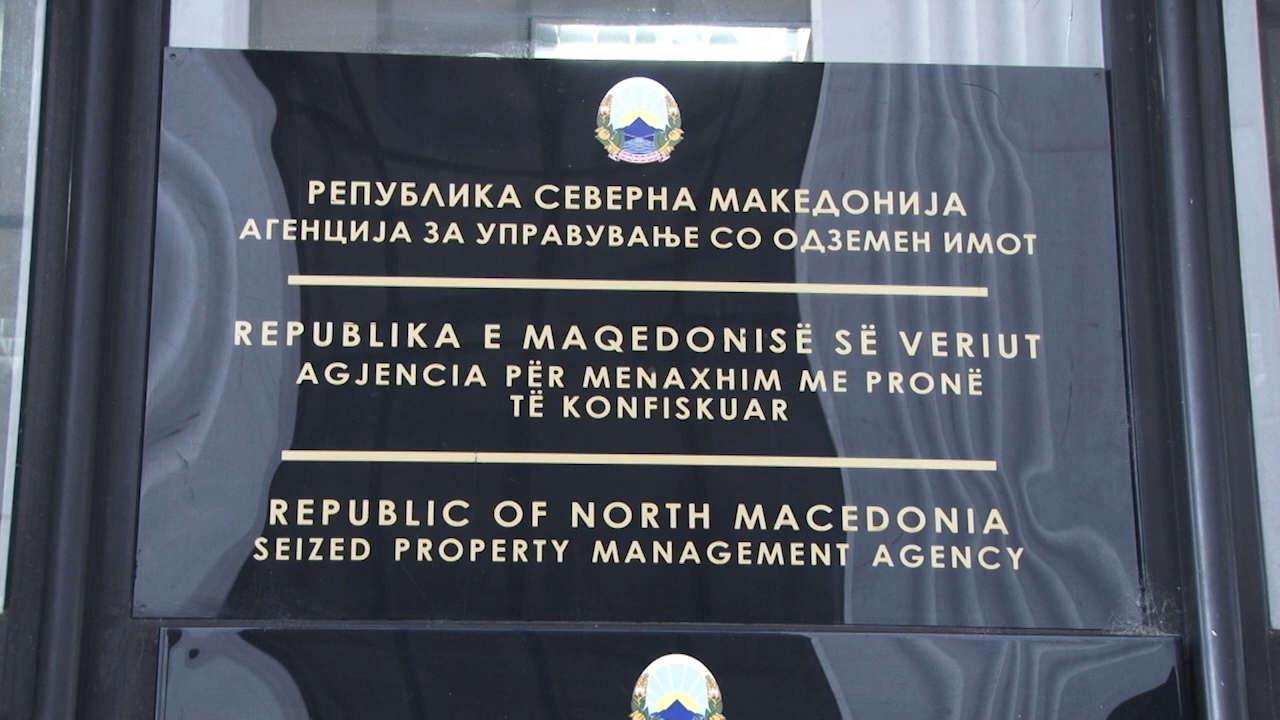 РЕПУБЛИКА СЕВЕРНА МАКЕДОНИЈА
АГЕНЦИЈА ЗА УПРАВУВАЊЕ СО ОДЗЕМЕН ИМОТ
REPUBLIKA E MAQEDONISË SË VERIUT
AGJENCIA PËR MENAXHIM ME PRONË
TË KONFISKUAR
REPUBLIC OF NORTH MACEDONIA
SEIZED PROPERTY MANAGEMENT AGENCY